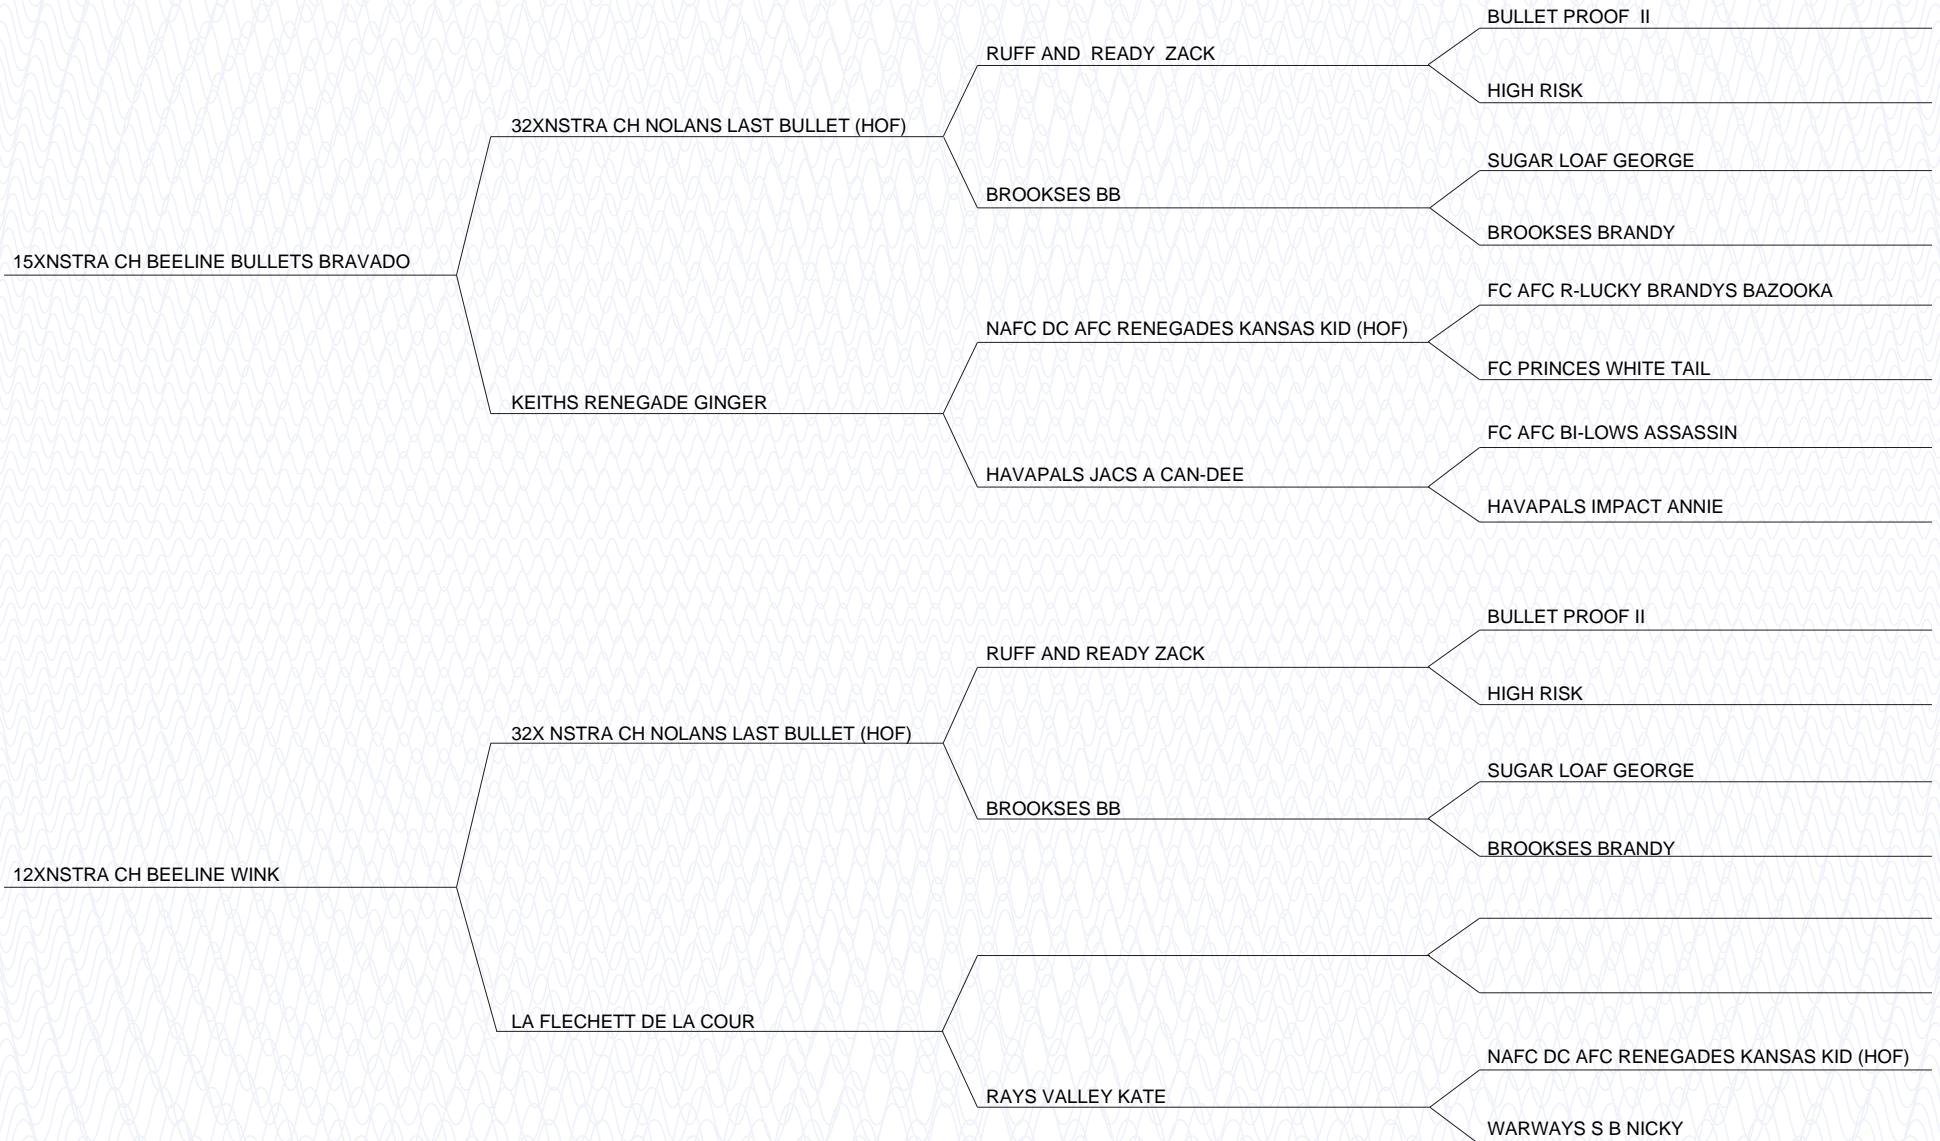 BULLET PROOF  II
RUFF AND  READY  ZACK
HIGH RISK
32XNSTRA CH NOLANS LAST BULLET (HOF)
SUGAR LOAF GEORGE
BROOKSES BB
BROOKSES BRANDY
15XNSTRA CH BEELINE BULLETS BRAVADO
FC AFC R-LUCKY BRANDYS BAZOOKA
NAFC DC AFC RENEGADES KANSAS KID (HOF)
FC PRINCES WHITE TAIL
KEITHS RENEGADE GINGER
FC AFC BI-LOWS ASSASSIN
HAVAPALS JACS A CAN-DEE
HAVAPALS IMPACT ANNIE
BULLET PROOF II
RUFF AND READY ZACK
HIGH RISK
32X NSTRA CH NOLANS LAST BULLET (HOF)
SUGAR LOAF GEORGE
BROOKSES BB
BROOKSES BRANDY
12XNSTRA CH BEELINE WINK
LA FLECHETT DE LA COUR
NAFC DC AFC RENEGADES KANSAS KID (HOF)
RAYS VALLEY KATE
WARWAYS S B NICKY